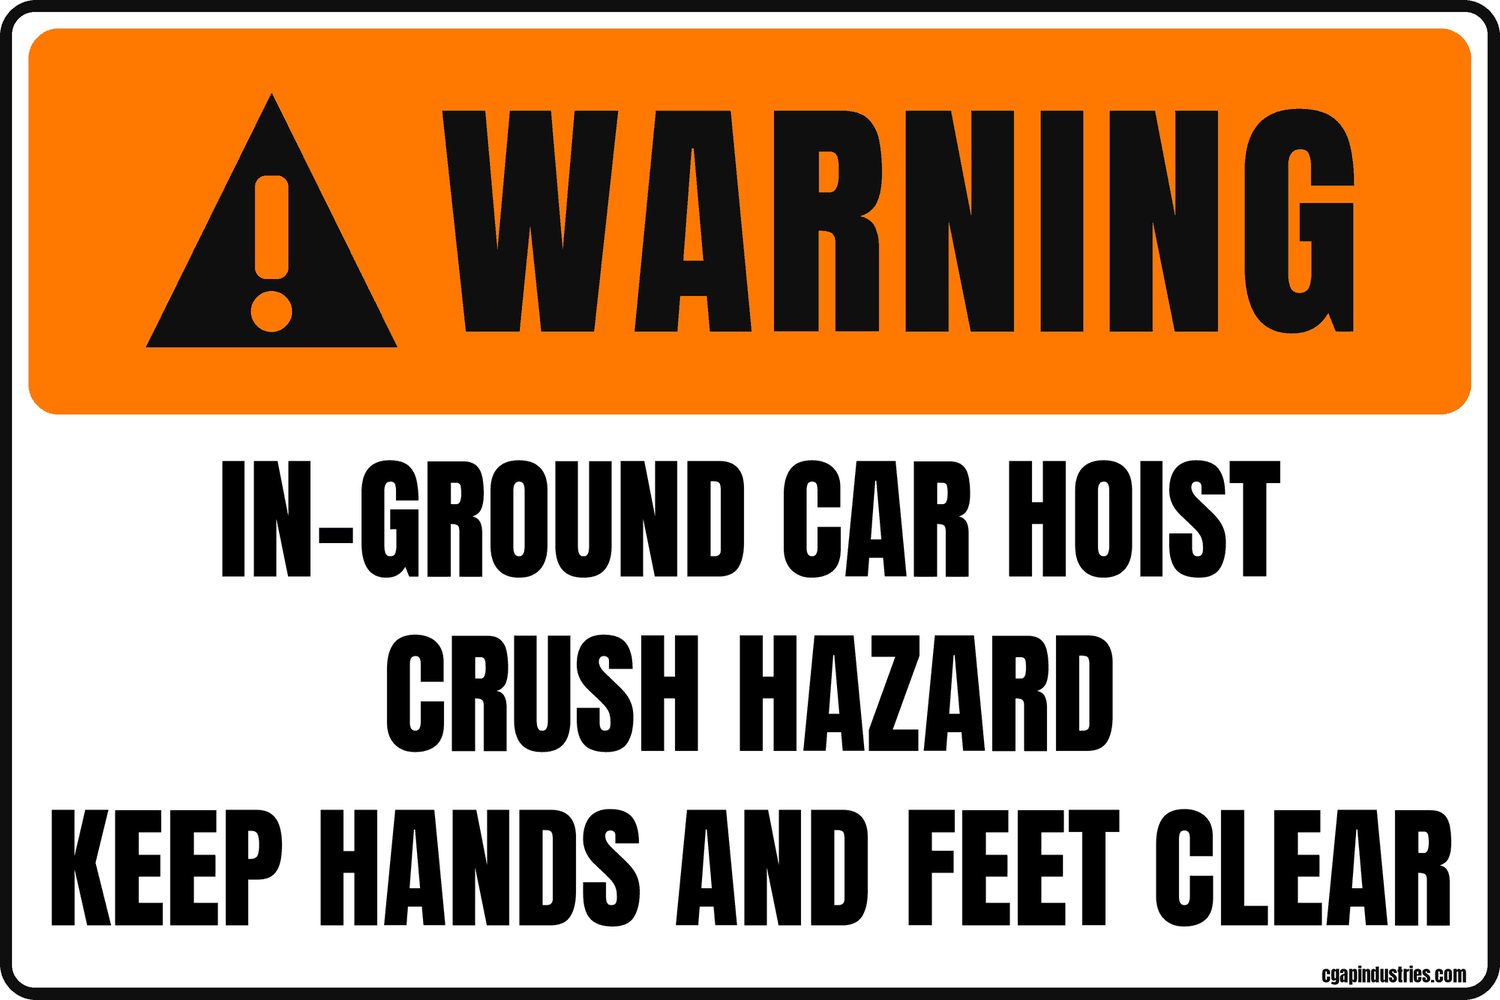 WARNING
IN-GROUND CAR HOIST
CRUSH HAZARD
KEEP HANDS AND FEET CLEAR
cgapindustries.com